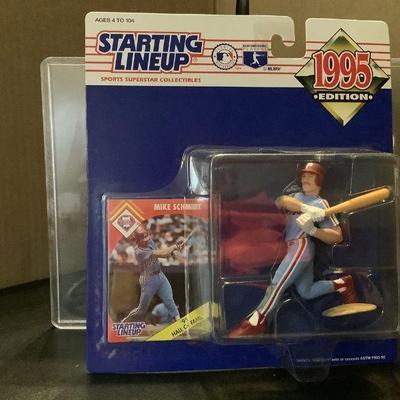 AGES 4 TO 104
STARTING
LINEUP
SPORTS SUPERSTAR COLLECTIBLES
1995
EDITION
MIKE SCHMIDT
STARTING
LINEUP
HALL OF FAME